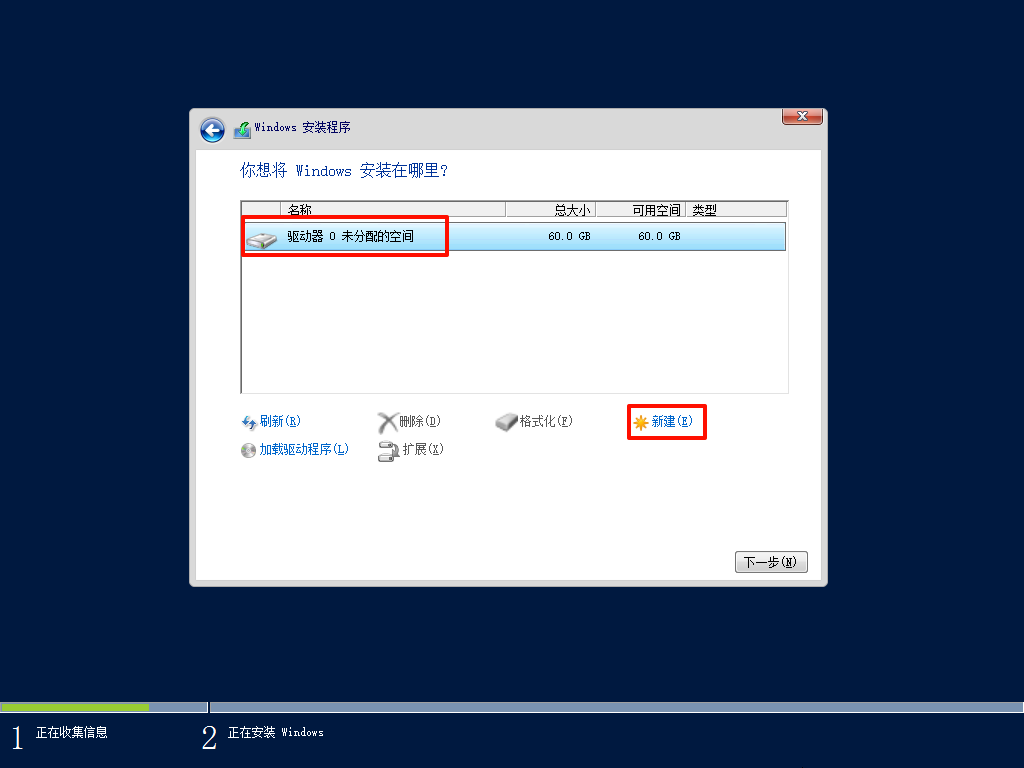 Windows 安装程序
你想将 Windows 安装在哪里?
名称 总大小 可用空间 类型
驱动器 0 未分配的空间 60.0 GB 60.0 GB
刷新(R) 删除(D) 格式化(F) 新建(E)
加载驱动程序(L) 扩展(X)
下一步(N)
1 正在收集信息 2 正在安装 Windows